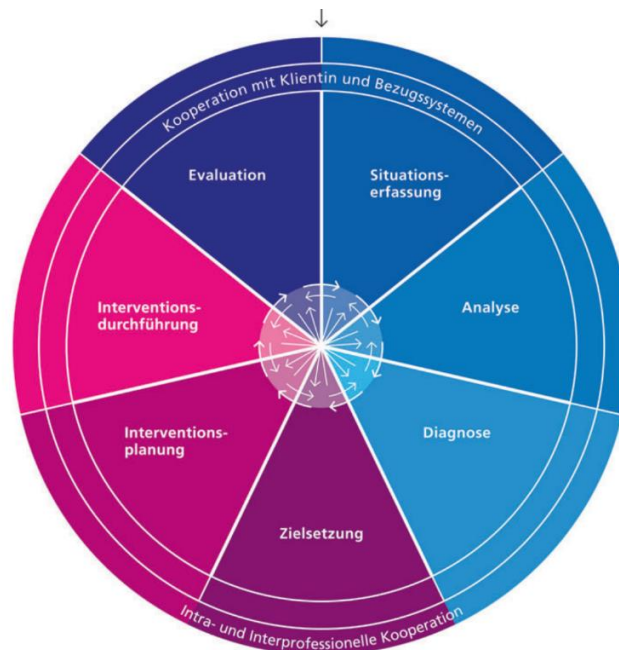 Kooperation mit Klientin und Bezugssystemen
Evaluation
Situations-
erfassung
Interventions-
durchführung
Analyse
Interventions-
planung
Diagnose
Zielsetzung
Intra- und Interprofessionelle Kooperation